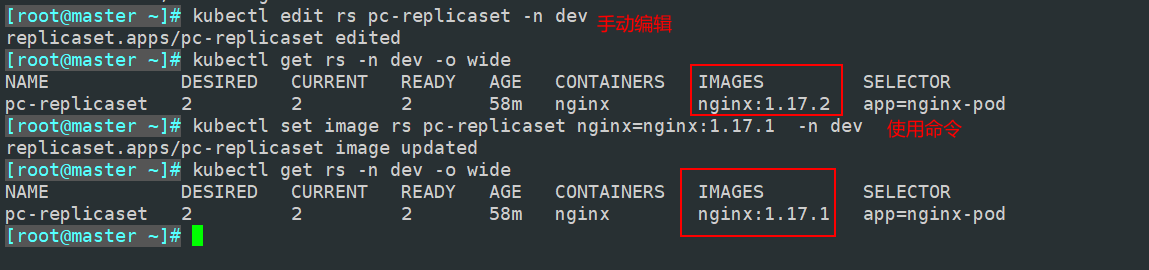 [root@master ~]# kubectl edit rs pc-replicaset -n dev 手动编辑
replicaset.apps/pc-replicaset edited
[root@master ~]# kubectl get rs -n dev -o wide
NAME DESIRED CURRENT READY AGE CONTAINERS IMAGES SELECTOR
pc-replicaset 2 2 2 58m nginx nginx:1.17.2 app=nginx-pod
[root@master ~]# kubectl set image rs pc-replicaset nginx=nginx:1.17.1  -n dev 使用命令
replicaset.apps/pc-replicaset image updated
[root@master ~]# kubectl get rs -n dev -o wide
NAME DESIRED CURRENT READY AGE CONTAINERS IMAGES SELECTOR
pc-replicaset 2 2 2 58m nginx nginx:1.17.1 app=nginx-pod
[root@master ~]#